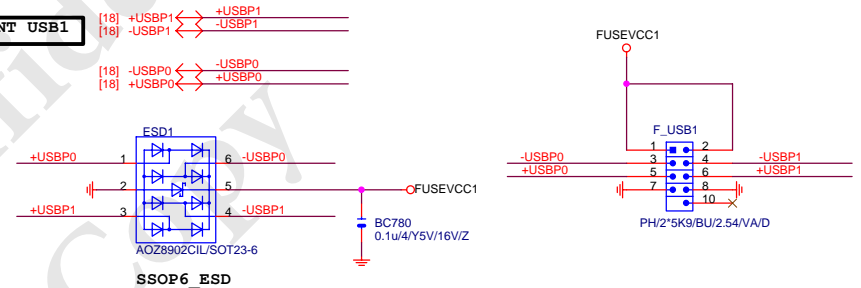 NT USB1
[18] +USBP1 +USBP1
[18] -USBP1 -USBP1
[18] -USBP0 -USBP0
[18] +USBP0 +USBP0
ESD1
+USBP0 1 6 -USBP0
2 5 FUSEVCC1
+USBP1 3 4 -USBP1
AOZ8902CIL/SOT23-6
SSOP6_ESD
BC780
0.1u/4/Y5V/16V/Z
FUSEVCC1
F_USB1
1 2
-USBP0 3 4 -USBP1
+USBP0 5 6 +USBP1
7 8
10
PH/2*5K9/BU/2.54/VA/D
Copy